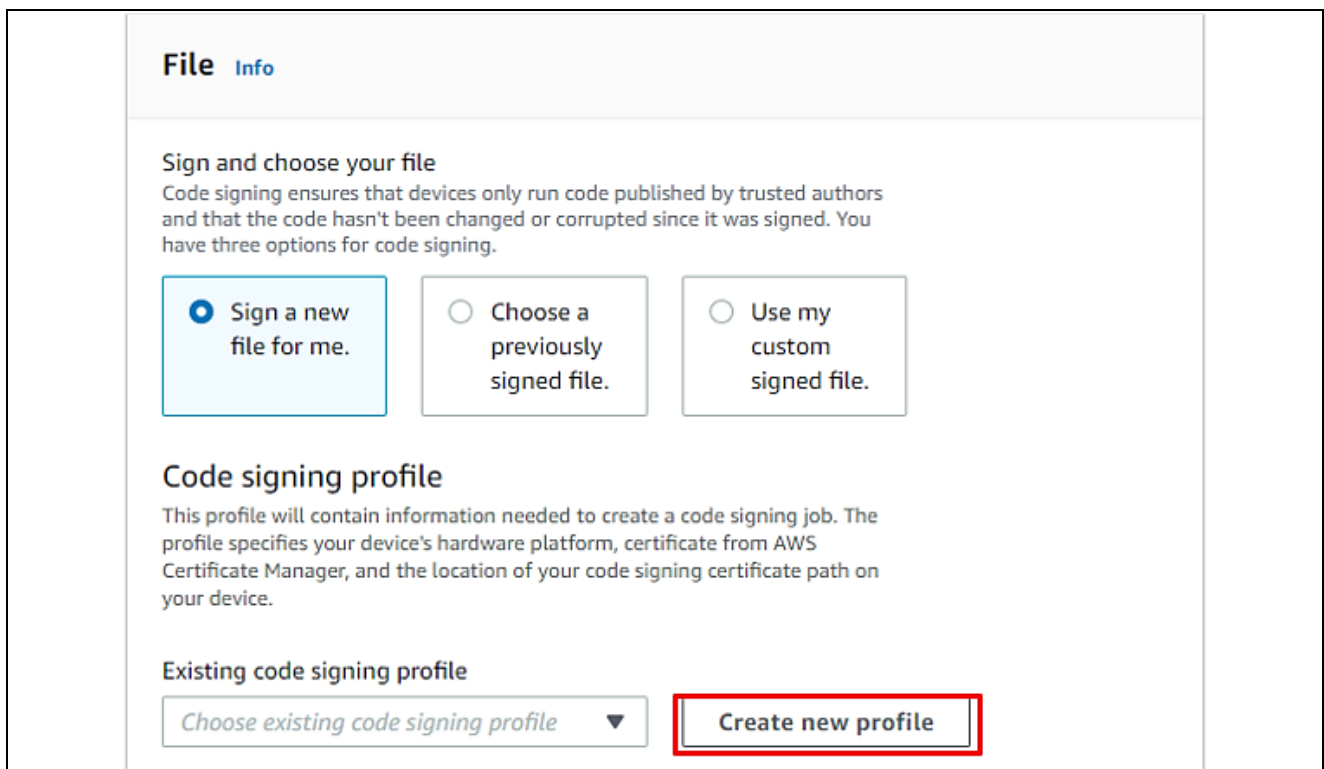 File Info
Sign and choose your file
Code signing ensures that devices only run code published by trusted authors
and that the code hasn't been changed or corrupted since it was signed. You
have three options for code signing.
Sign a new
file for me.
Choose a
previously
signed file.
Use my
custom
signed file.
Code signing profile
This profile will contain information needed to create a code signing job. The
profile specifies your device's hardware platform, certificate from AWS
Certificate Manager, and the location of your code signing certificate path on
your device.
Existing code signing profile
Choose existing code signing profile
Create new profile